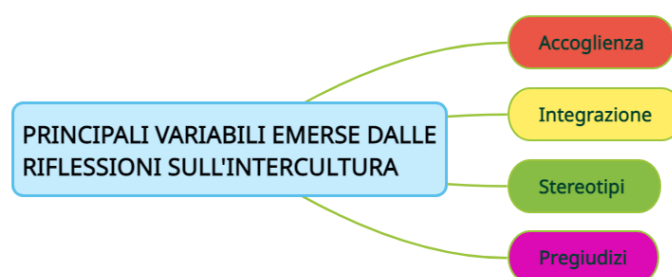 PRINCIPALI VARIABILI EMERSE DALLE
RIFLESSIONI SULL'INTERCULTURA
Accoglienza
Integrazione
Stereotipi
Pregiudizi